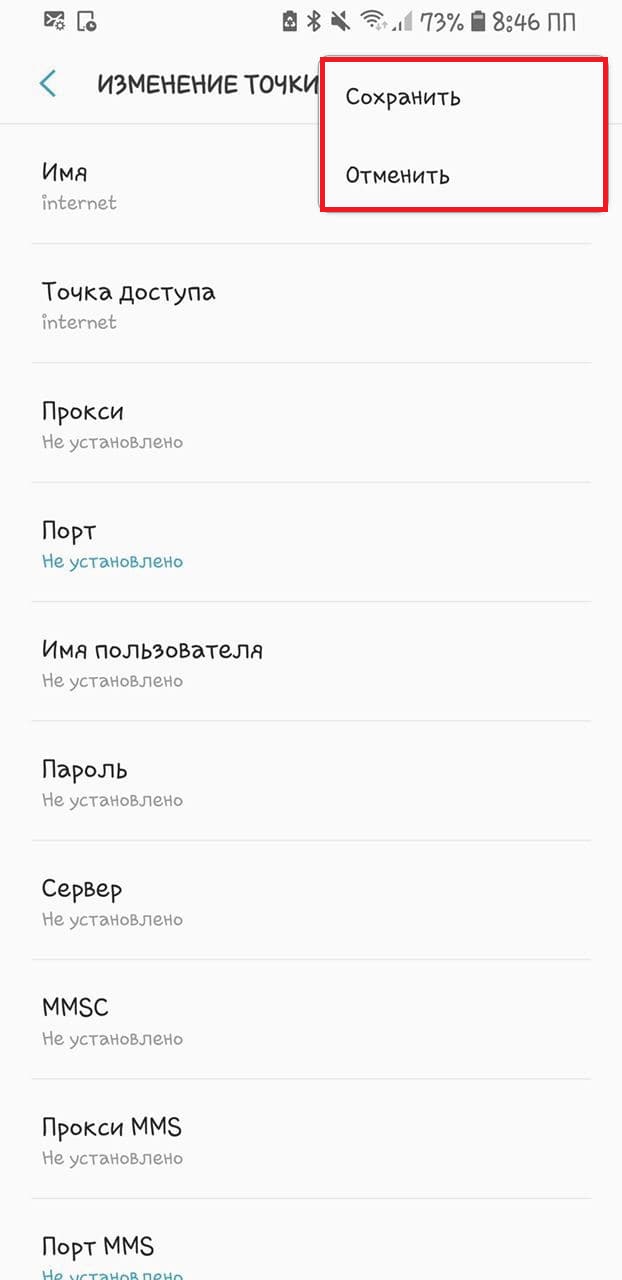 73% 8:46 ПП
ИЗМЕНЕНИЕ ТОЧКИ
Сохранить
Отменить
Имя
internet
Точка доступа
internet
Прокси
Не установлено
Порт
Не установлено
Имя пользователя
Не установлено
Пароль
Не установлено
Сервер
Не установлено
MMSC
Не установлено
Прокси MMS
Не установлено
Порт MMS
Не установлено